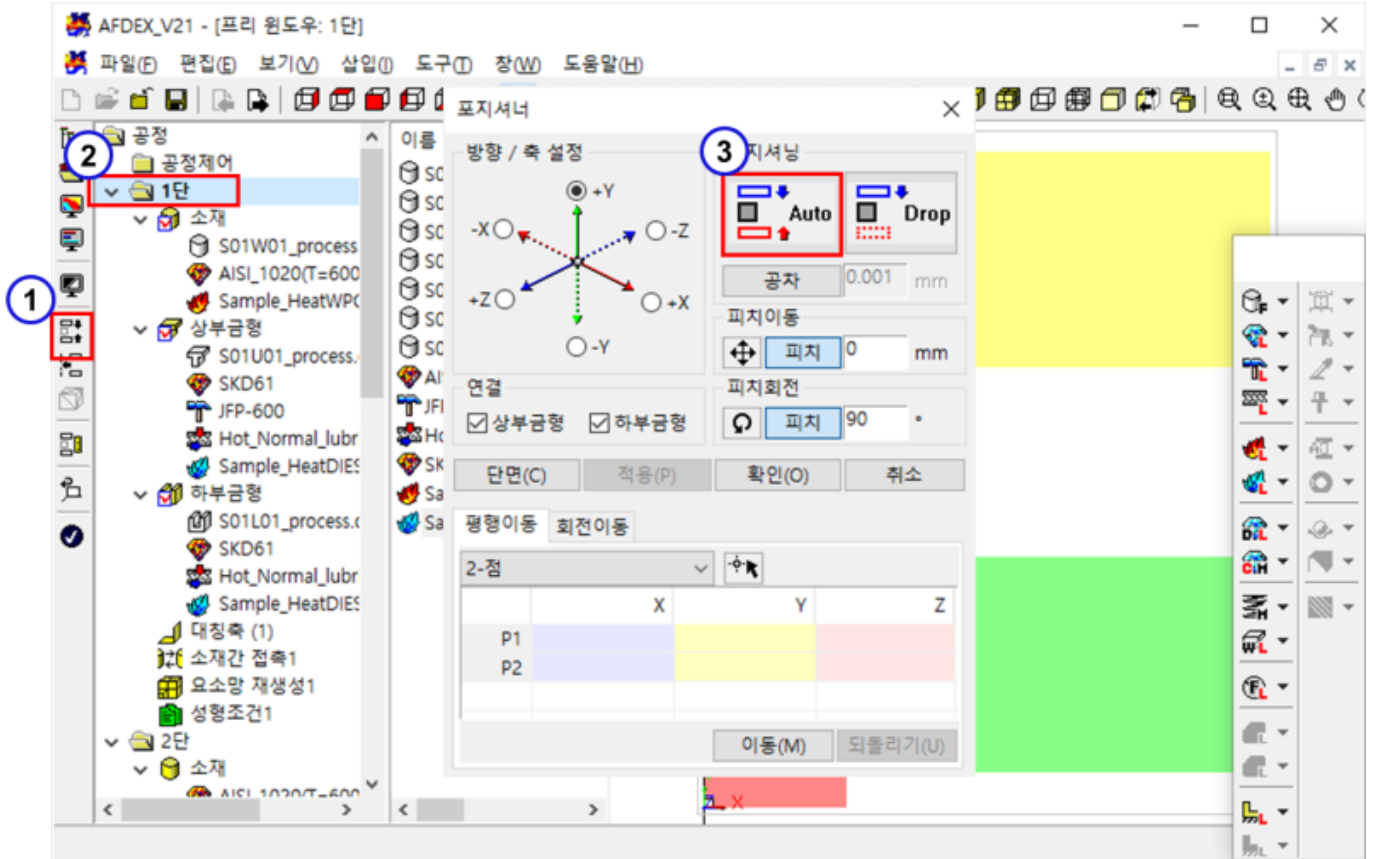 AFDEX_V21 - [프리 윈도우: 1단]
파일(F) 편집(E) 보기(V) 삽입(I) 도구(T) 창(W) 도움말(H)
1
2
3
공정
공정제어
1단
소재
S01W01_process
AISI_1020(T=600
Sample_HeatWPC
상부금형
S01U01_process.
SKD61
JFP-600
Hot_Normal_lubr
Sample_HeatDIES
하부금형
S01L01_process.
SKD61
Hot_Normal_lubr
Sample_HeatDIES
대칭축 (1)
소재간 접촉1
요소망 재생성1
성형조건1
2단
소재
AISI_1020(T=600
이름
포지셔너
방향 / 축 설정
+Y
-X
-Z
+Z
+X
-Y
연결
상부금형 하부금형
지셔닝
Auto
Drop
공차 0.001 mm
피치이동
피치 0 mm
피치회전
피치 90 °
단면(C) 적용(P) 확인(O) 취소
평행이동 회전이동
2-점
X Y Z
P1
P2
이동(M) 되돌리기(U)
X